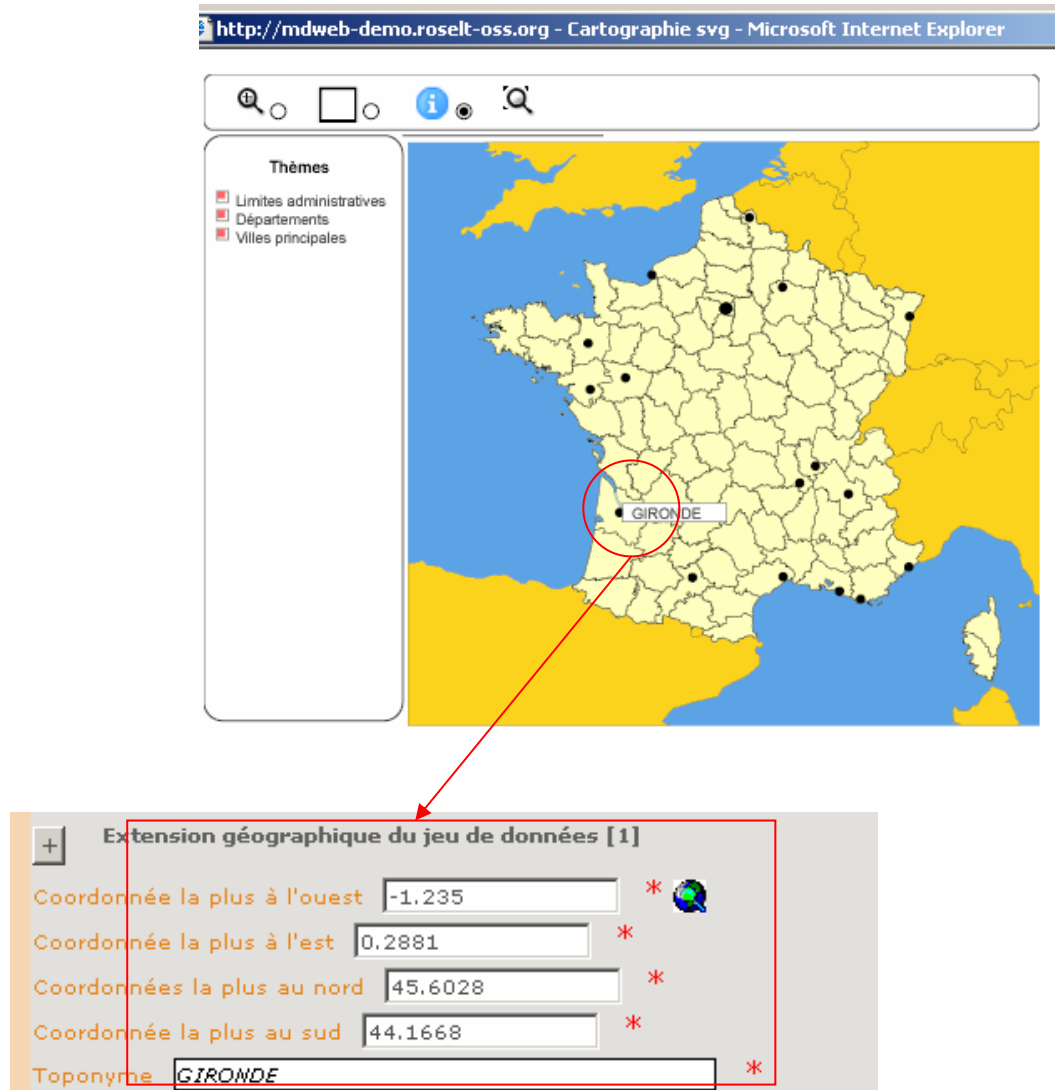 http://mdweb-demo.roselt-oss.org - Cartographie svg - Microsoft Internet Explorer
Thèmes
Limites administratives
Départements
Villes principales
GIRONDE
+ Extension géographique du jeu de données [1]
Coordonnée la plus à l'ouest -1.235 *
Coordonnée la plus à l'est 0.2881 *
Coordonnées la plus au nord 45.6028 *
Coordonnée la plus au sud 44.1668 *
Toponyme GIRONDE *